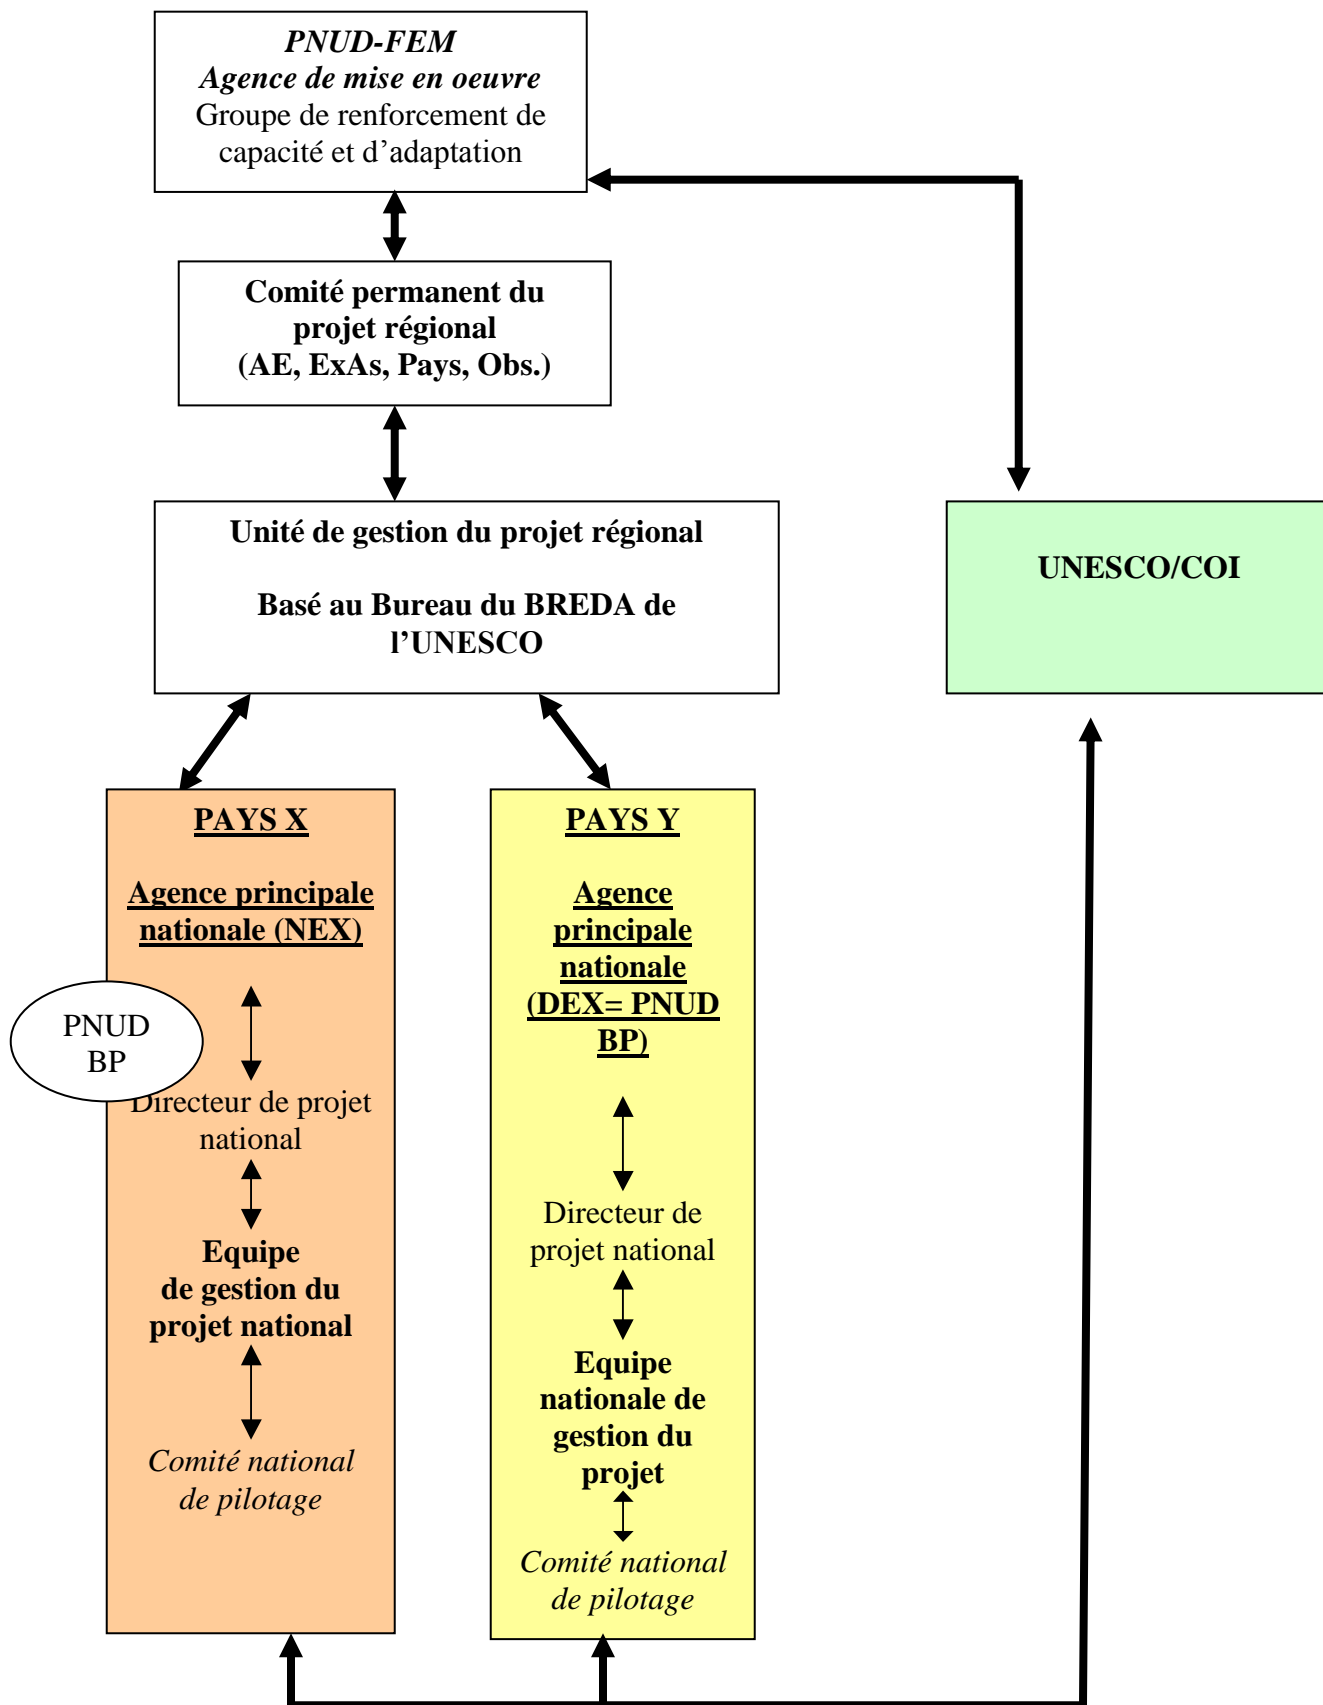 PNUD-FEM
Agence de mise en oeuvre
Groupe de renforcement de
capacité et d’adaptation
Comité permanent du
projet régional
(AE, ExAs, Pays, Obs.)
Unité de gestion du projet régional
Basé au Bureau du BREDA de
l’UNESCO
UNESCO/COI
PAYS X
Agence principale
nationale (NEX)
PNUD
BP
Directeur de projet
national
Equipe
de gestion du
projet national
Comité national
de pilotage
PAYS Y
Agence
principale
nationale
(DEX= PNUD
BP)
Directeur de
projet national
Equipe
nationale de
gestion du
projet
Comité national
de pilotage